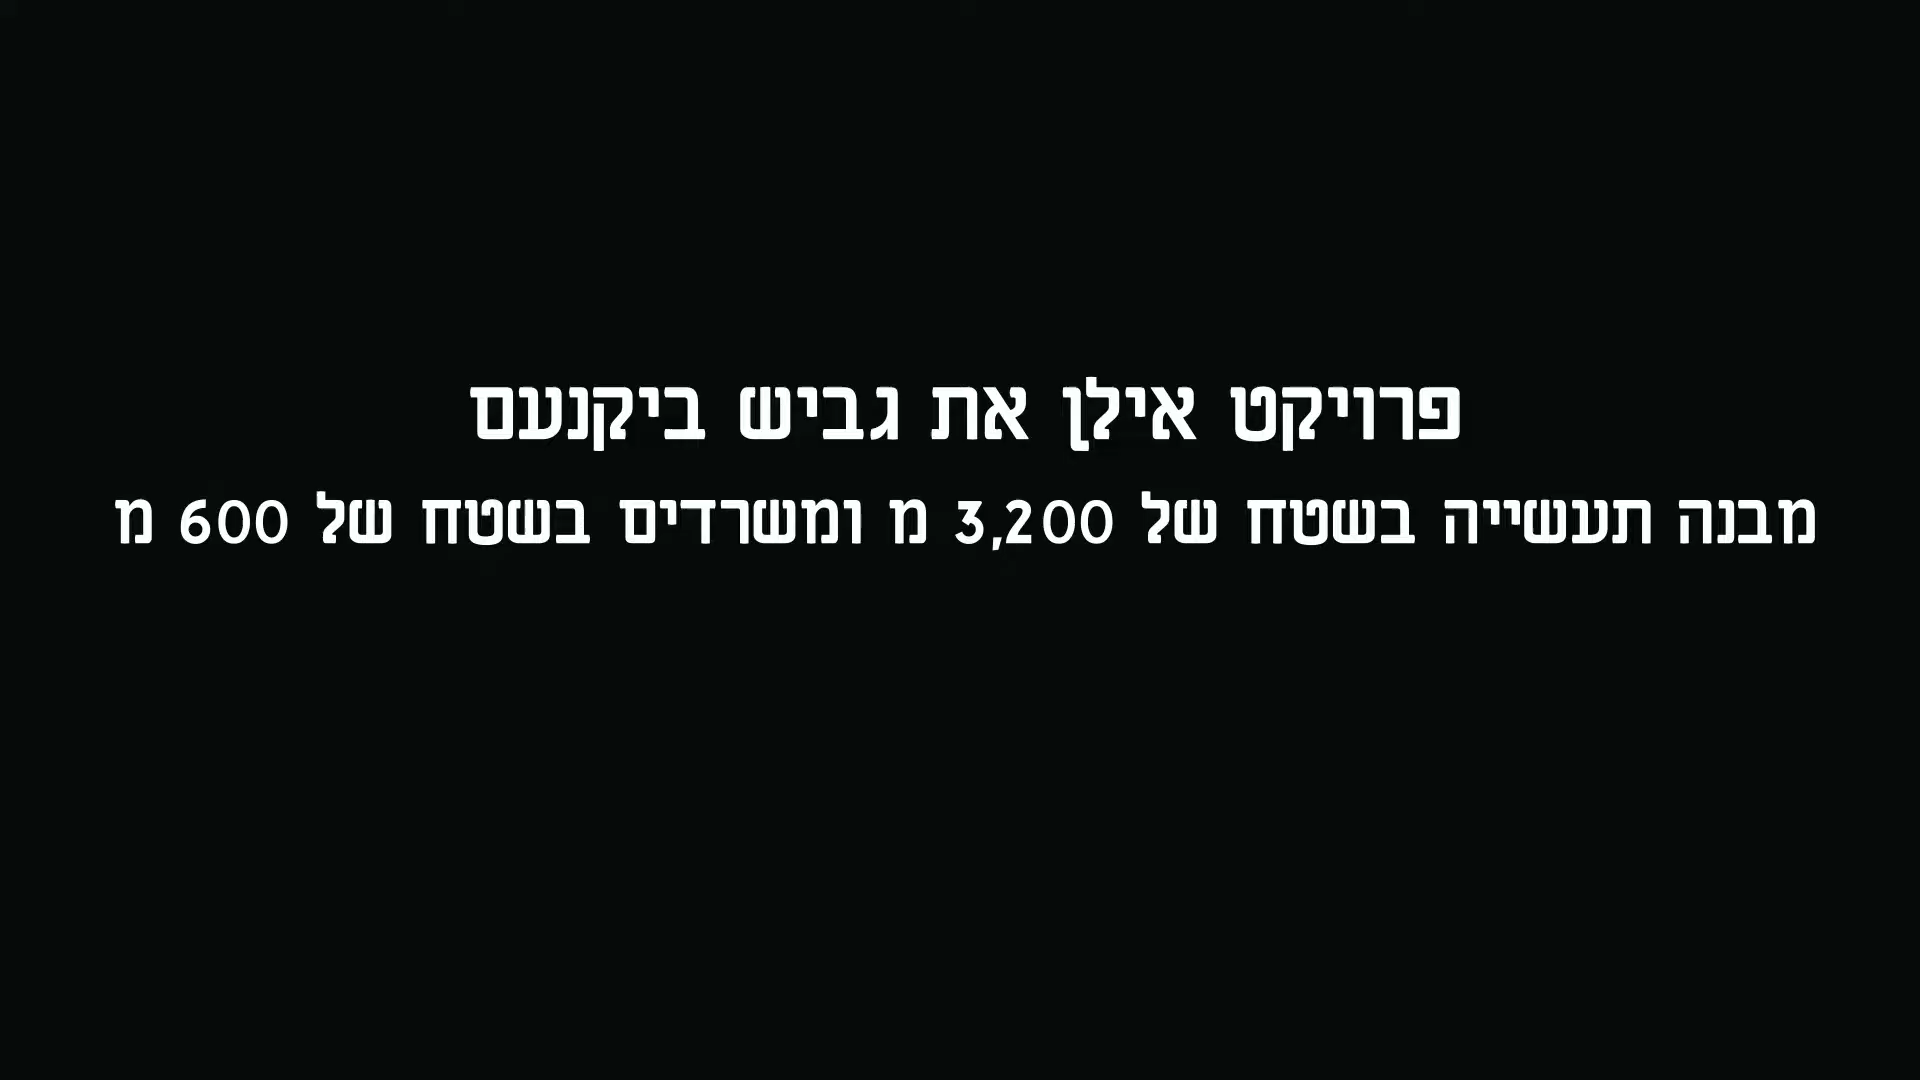 פרויקט אילן את גביש ביקנעם
מבנה תעשייה בשטח של 3,200 מ ומשרדים בשטח של 600 מ